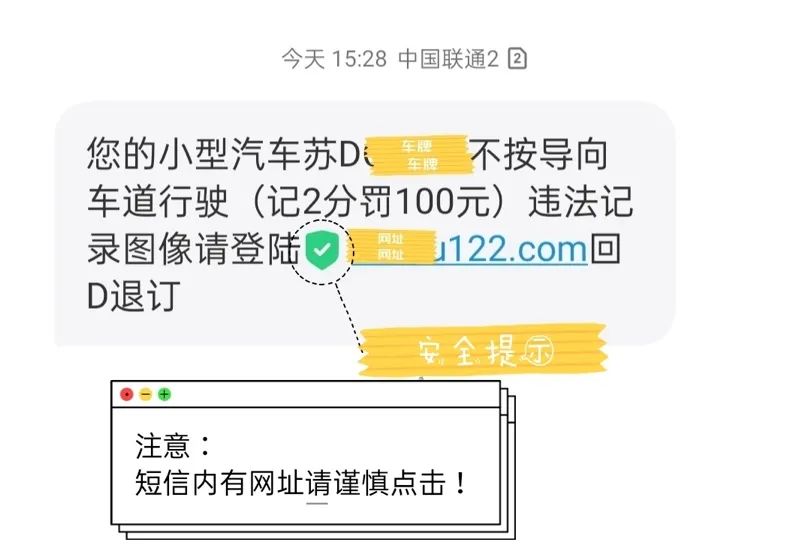 今天 15:28 中国联通2 2
您的小型汽车苏D 车牌 不按导向
车牌
车道行驶（记2分罚100元）违法记
录图像请登陆 网址 u122.com回
网址
D退订
安全提示
注意：
短信内有网址请谨慎点击！